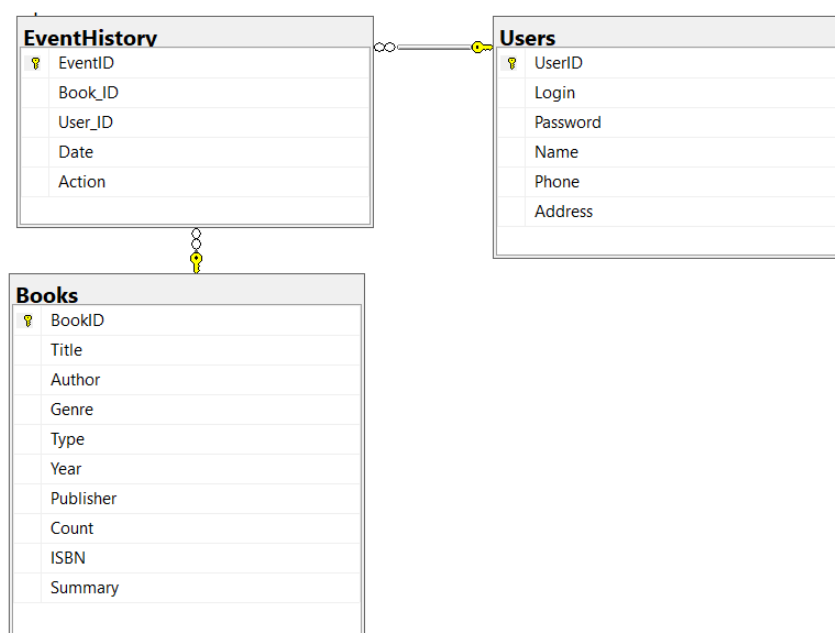 EventHistory
EventID
Book_ID
User_ID
Date
Action
Users
UserID
Login
Password
Name
Phone
Address
Books
BookID
Title
Author
Genre
Type
Year
Publisher
Count
ISBN
Summary